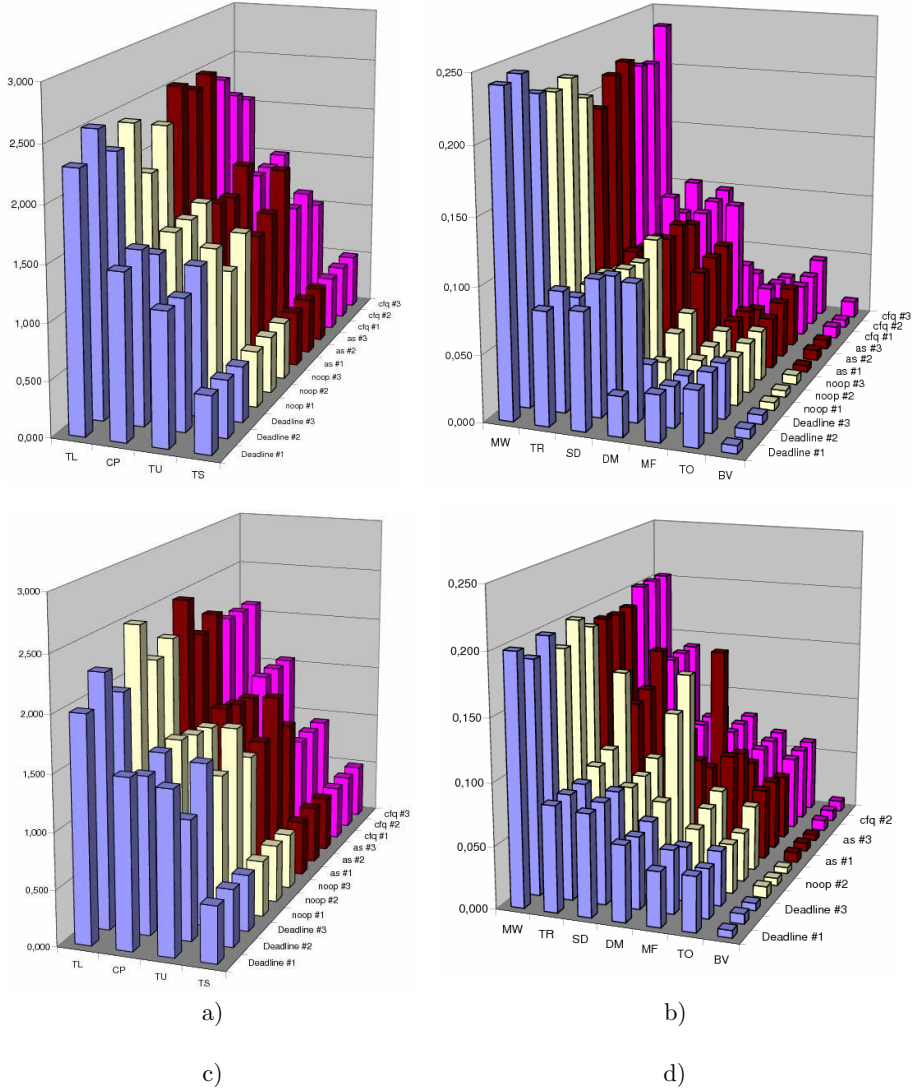 3,000
2,500
2,000
1,500
1,000
0,500
0,000
TL
CP
TU
TS
cfq #3
cfq #2
cfq #1
as #3
as #2
as #1
noop #3
noop #2
noop #1
Deadline #3
Deadline #2
Deadline #1
0,250
0,200
0,150
0,100
0,050
0,000
MW
TR
SD
DM
MF
TO
BV
cfq #3
cfq #2
cfq #1
as #3
as #2
as #1
noop #3
noop #2
noop #1
Deadline #3
Deadline #2
Deadline #1
3,000
2,500
2,000
1,500
1,000
0,500
0,000
TL
CP
TU
TS
cfq #3
cfq #2
cfq #1
as #3
as #2
as #1
noop #3
noop #2
noop #1
Deadline #3
Deadline #2
Deadline #1
0,250
0,200
0,150
0,100
0,050
0,000
MW
TR
SD
DM
MF
TO
BV
cfq #2
as #3
as #1
noop #2
Deadline #3
Deadline #1
a)
b)
c)
d)